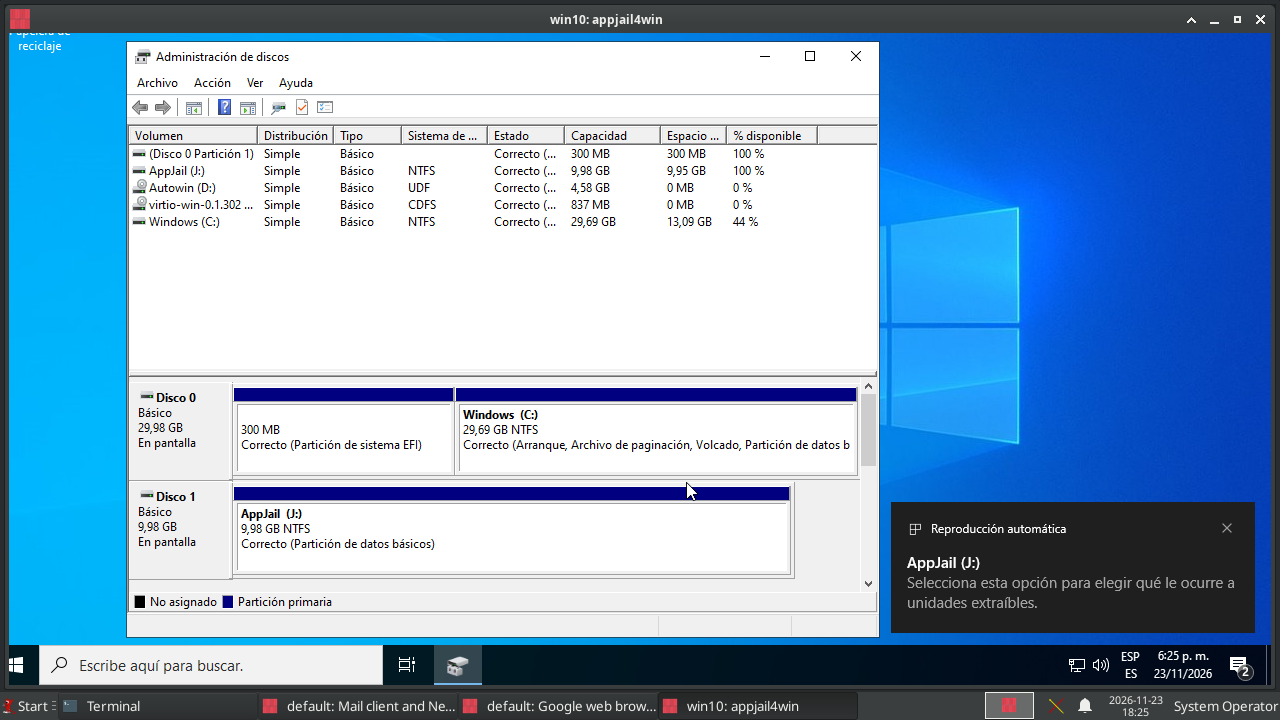 win10: appjail4win
Papelera de
reciclaje
Administración de discos
Archivo Acción Ver Ayuda
Volumen Distribución Tipo Sistema de ... Estado Capacidad Espacio ... % disponible
(Disco 0 Partición 1) Simple Básico Correcto (... 300 MB 300 MB 100 %
AppJail (J:) Simple Básico NTFS Correcto (... 9,98 GB 9,95 GB 100 %
Autowin (D:) Simple Básico UDF Correcto (... 4,58 GB 0 MB 0 %
virtio-win-0.1.302 ... Simple Básico CDFS Correcto (... 837 MB 0 MB 0 %
Windows (C:) Simple Básico NTFS Correcto (... 29,69 GB 13,09 GB 44 %
Disco 0
Básico
29,98 GB
En pantalla
300 MB
Correcto (Partición de sistema EFI)
Windows (C:)
29,69 GB NTFS
Correcto (Arranque, Archivo de paginación, Volcado, Partición de datos b
Disco 1
Básico
9,98 GB
En pantalla
AppJail (J:)
9,98 GB NTFS
Correcto (Partición de datos básicos)
No asignado Partición primaria
Reproducción automática
AppJail (J:)
Selecciona esta opción para elegir qué le ocurre a
unidades extraíbles.
Escribe aquí para buscar.
ESP
ES
6:25 p. m.
23/11/2026
2
Start Terminal default: Mail client and Ne... default: Google web brow... win10: appjail4win
2026-11-23
18:25
System Operator